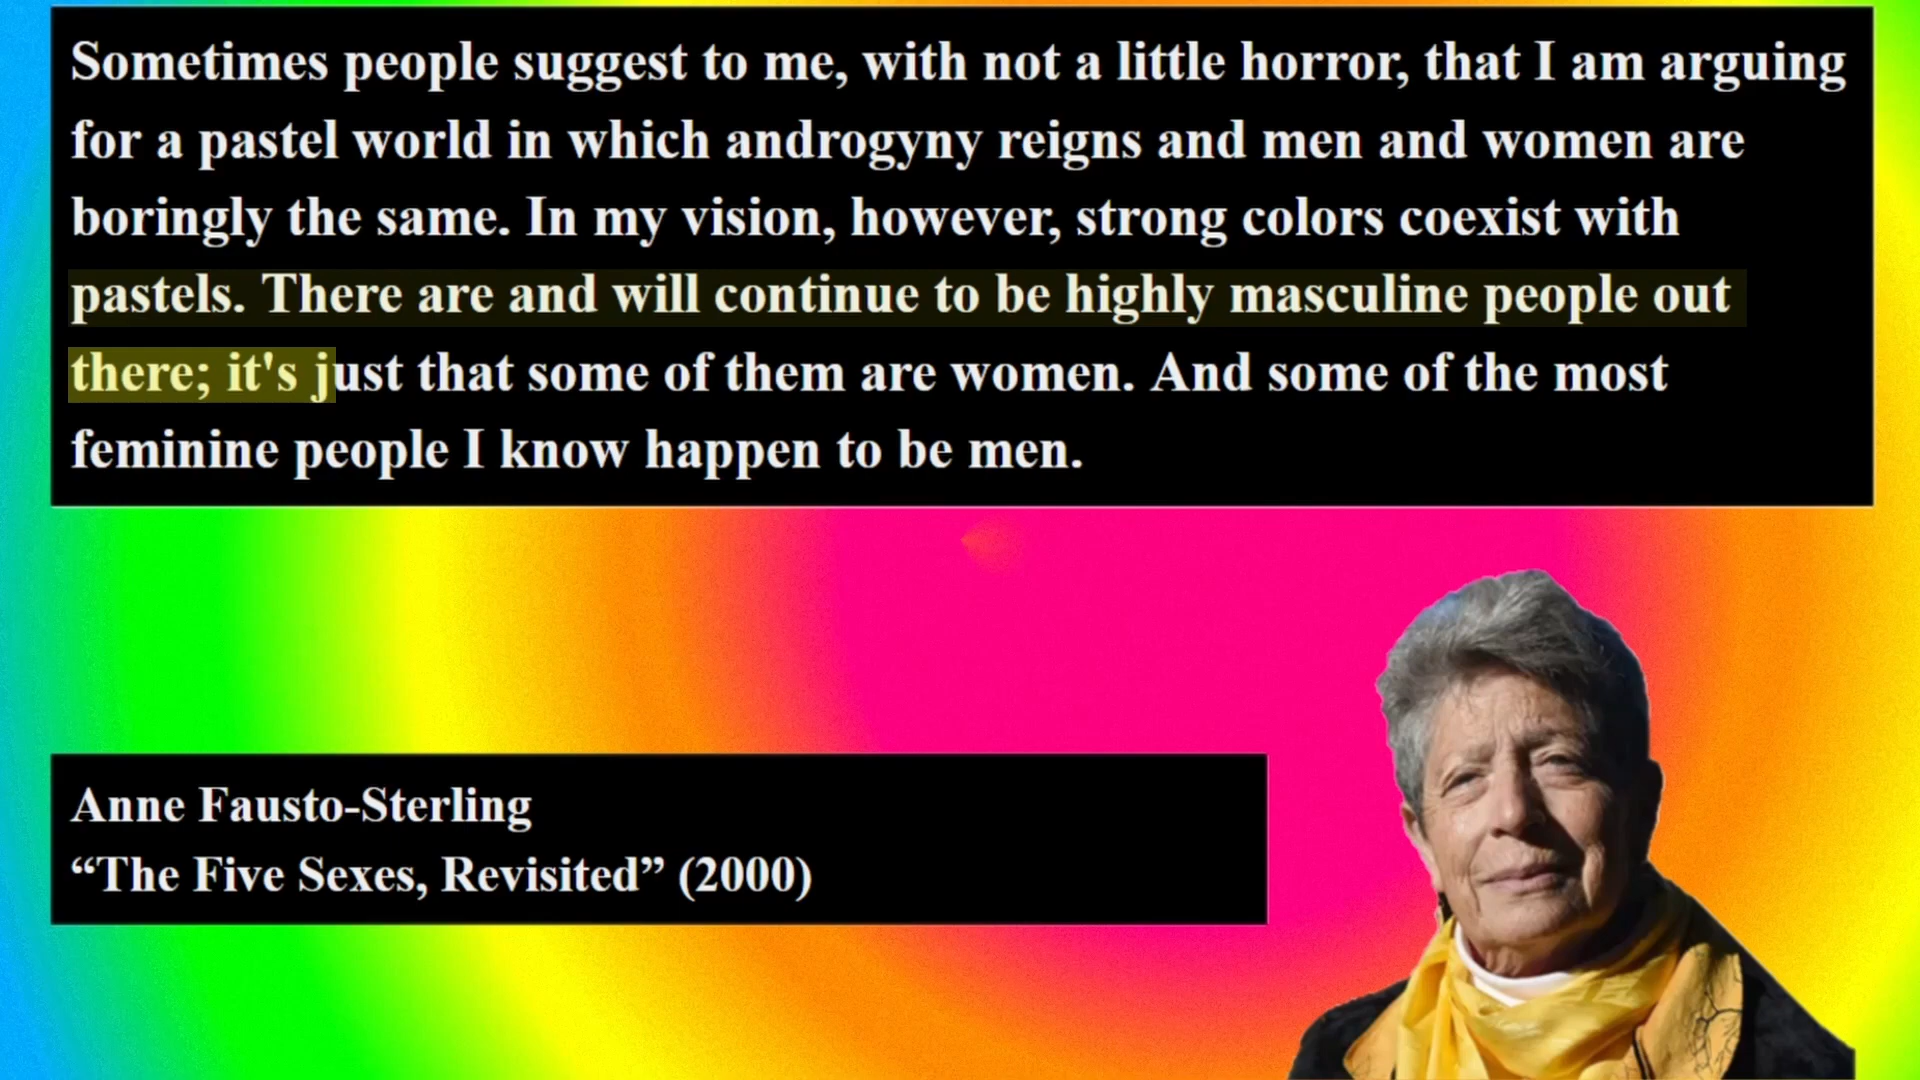 Sometimes people suggest to me, with not a little horror, that I am arguing
for a pastel world in which androgyny reigns and men and women are
boringly the same. In my vision, however, strong colors coexist with
pastels. There are and will continue to be highly masculine people out
there; it's just that some of them are women. And some of the most
feminine people I know happen to be men.
Anne Fausto-Sterling
“The Five Sexes, Revisited” (2000)